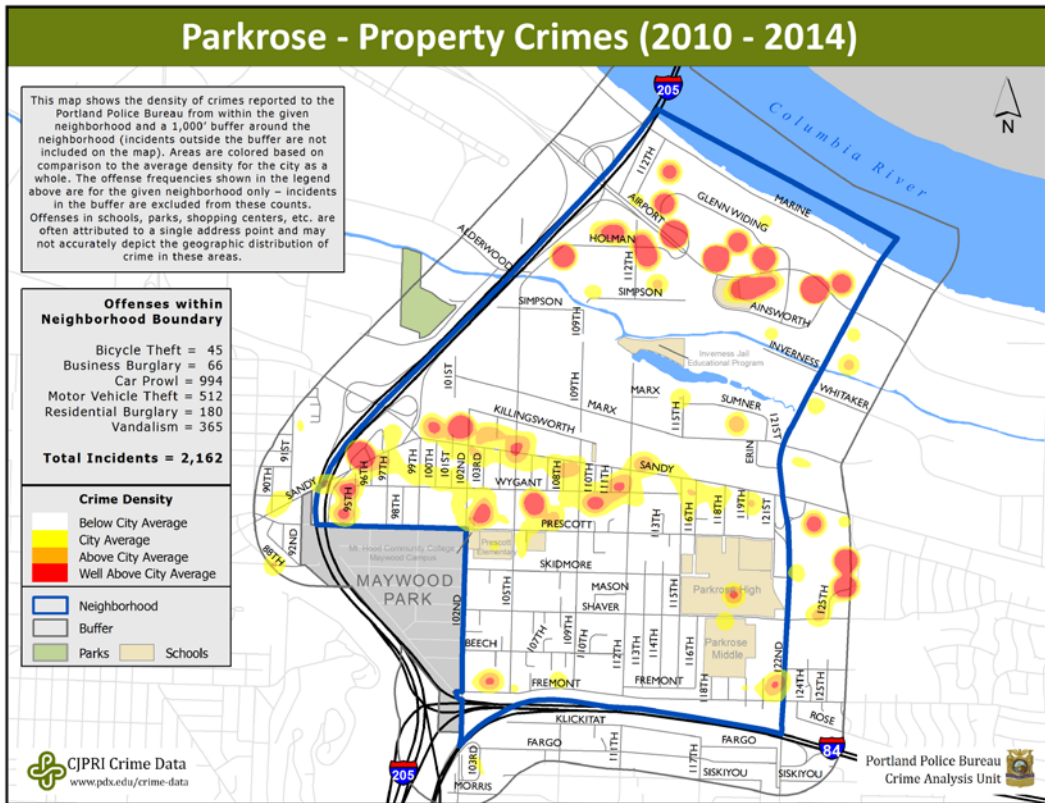 Parkrose - Property Crimes (2010 - 2014)
This map shows the density of crimes reported to the
Portland Police Bureau from within the given
neighborhood and a 1,000' buffer around the
neighborhood (incidents outside the buffer are not
included on the map). Areas are colored based on
comparison to the average density for the city as a
whole. The offense frequencies shown in the legend
above are for the given neighborhood only – incidents
in the buffer are excluded from these counts.
Offenses in schools, parks, shopping centers, etc. are
often attributed to a single address point and may
not accurately depict the geographic distribution of
crime in these areas.
Offenses within
Neighborhood Boundary
Bicycle Theft = 45
Business Burglary = 66
Car Prowl = 994
Motor Vehicle Theft = 512
Residential Burglary = 180
Vandalism = 365
Total Incidents = 2,162
Crime Density
Below City Average
City Average
Above City Average
Well Above City Average
Neighborhood
Buffer
Parks
Schools
205
N
Columbia River
112TH
MARINE
GLENN WIDING
AIRPORT
ALDERWOOD
HOLMAN
112TH
SIMPSON
SIMPSON
AINSWORTH
109TH
INVERNESS
Inverness Jail
Educational Program
WHITAKER
101ST
109TH
MARX
MARX
SUMNER
115TH
121ST
KILLINGSWORTH
ERIN
91ST
90TH
SANDY
96TH
97TH
99TH
100TH
101ST
102ND
103RD
WYGANT
108TH
110TH
111TH
SANDY
95TH
98TH
PRESCOTT
113TH
116TH
118TH
119TH
121ST
92ND
88TH
Mt. Hood Community College
Maywood Campus
Prescott
Elementary
SKIDMORE
MAYWOOD
PARK
102ND
105TH
MASON
SHAVER
115TH
Parkrose High
125TH
BEECH
107TH
109TH
112TH
113TH
114TH
116TH
Parkrose
Middle
122ND
FREMONT
FREMONT
118TH
124TH
125TH
KLICKITAT
ROSE
FARGO
FARGO
84
103RD
111TH
117TH
SISKIYOU
SISKIYOU
MORRIS
205
CJPRI Crime Data
www.pdx.edu/crime-data
Portland Police Bureau
Crime Analysis Unit